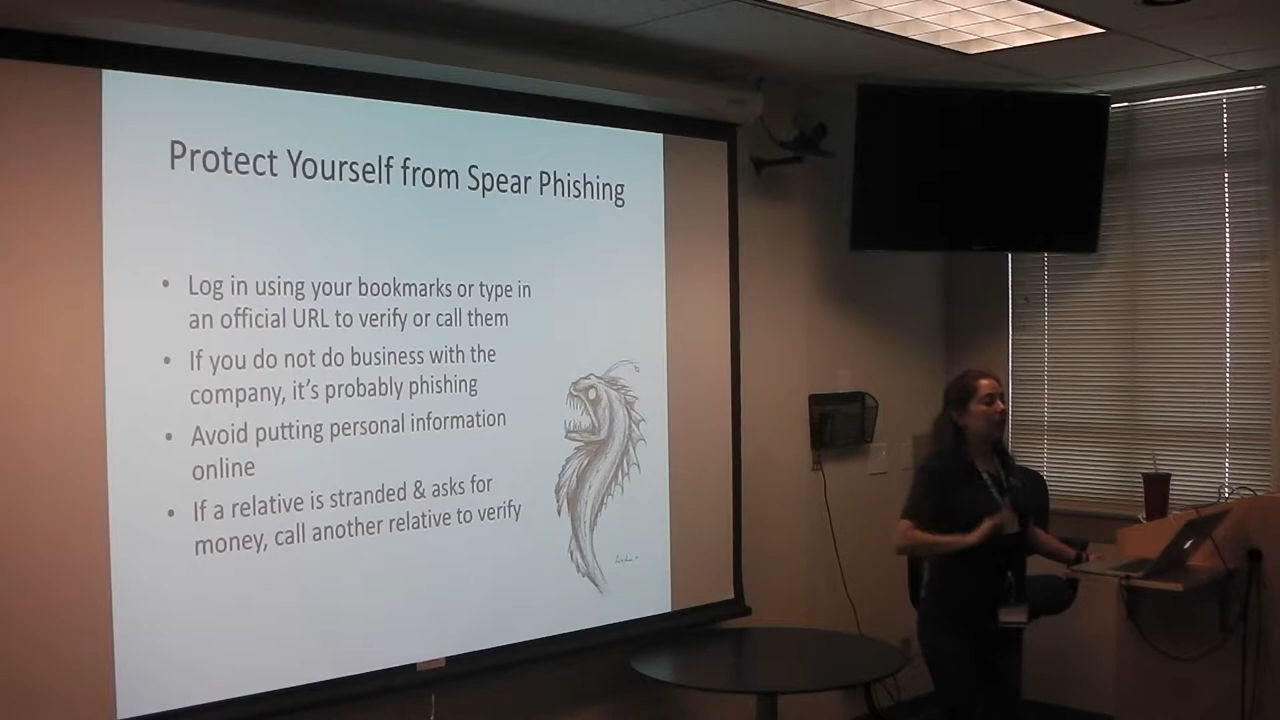 Protect Yourself from Spear Phishing
• Log in using your bookmarks or type in
an official URL to verify or call them
• If you do not do business with the
company, it's probably phishing
• Avoid putting personal information
online
• If a relative is stranded & asks for
money, call another relative to verify